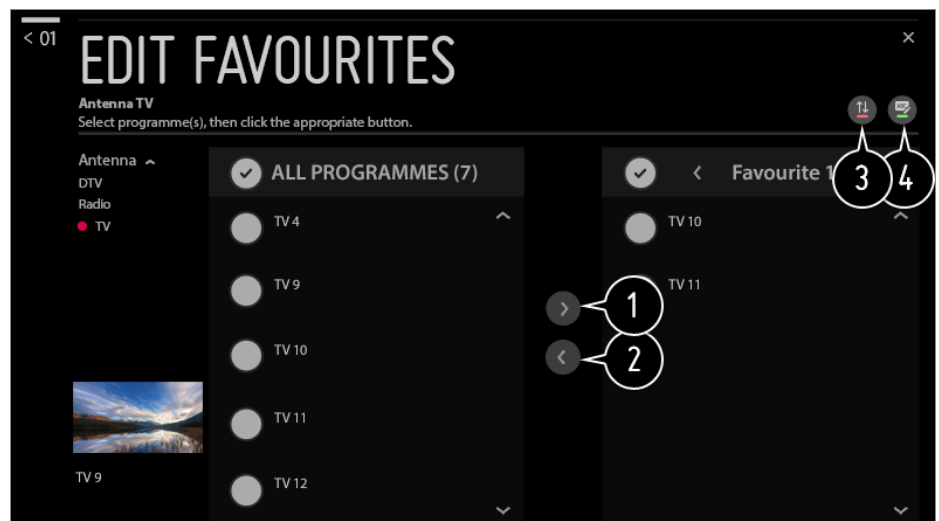 < 01
EDIT FAVOURITES
Antenna TV
Select programme(s), then click the appropriate button.
Antenna
DTV
Radio
TV
ALL PROGRAMMES (7)
TV 4
TV 9
TV 10
TV 11
TV 12
< Favourite 1
TV 10
TV 11
1
2
3
4
TV 9